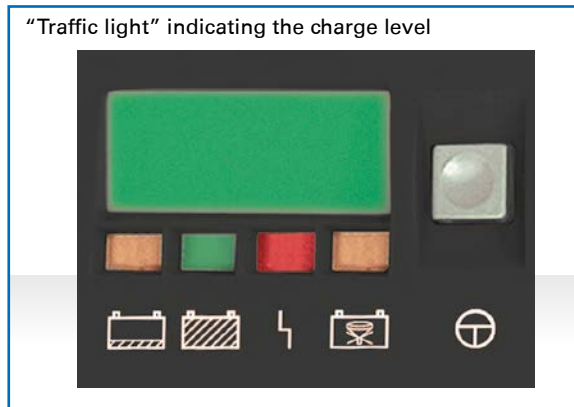 “Traffic light” indicating the charge level